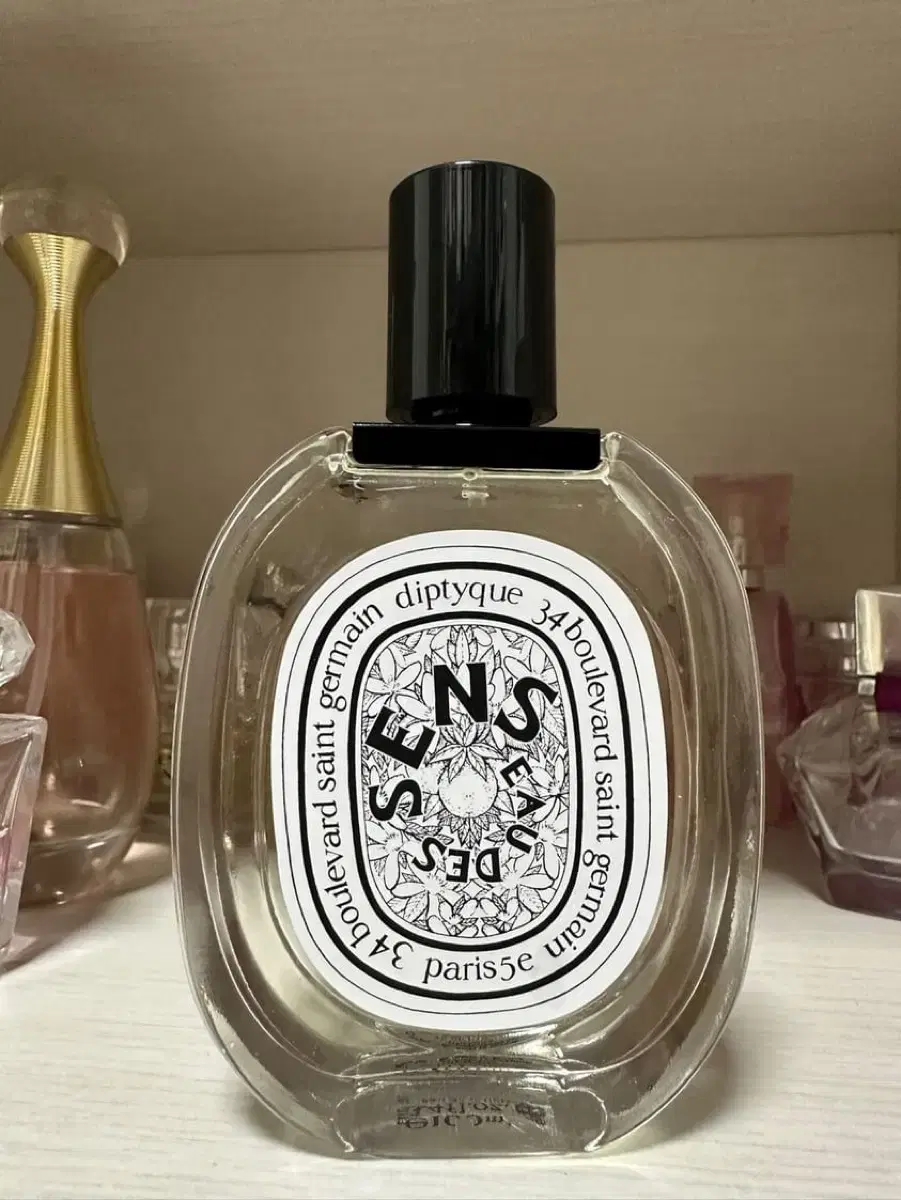 diptyque 34 boulevard saint germain paris5e 34 boulevard saint germain
EAU DES SENS